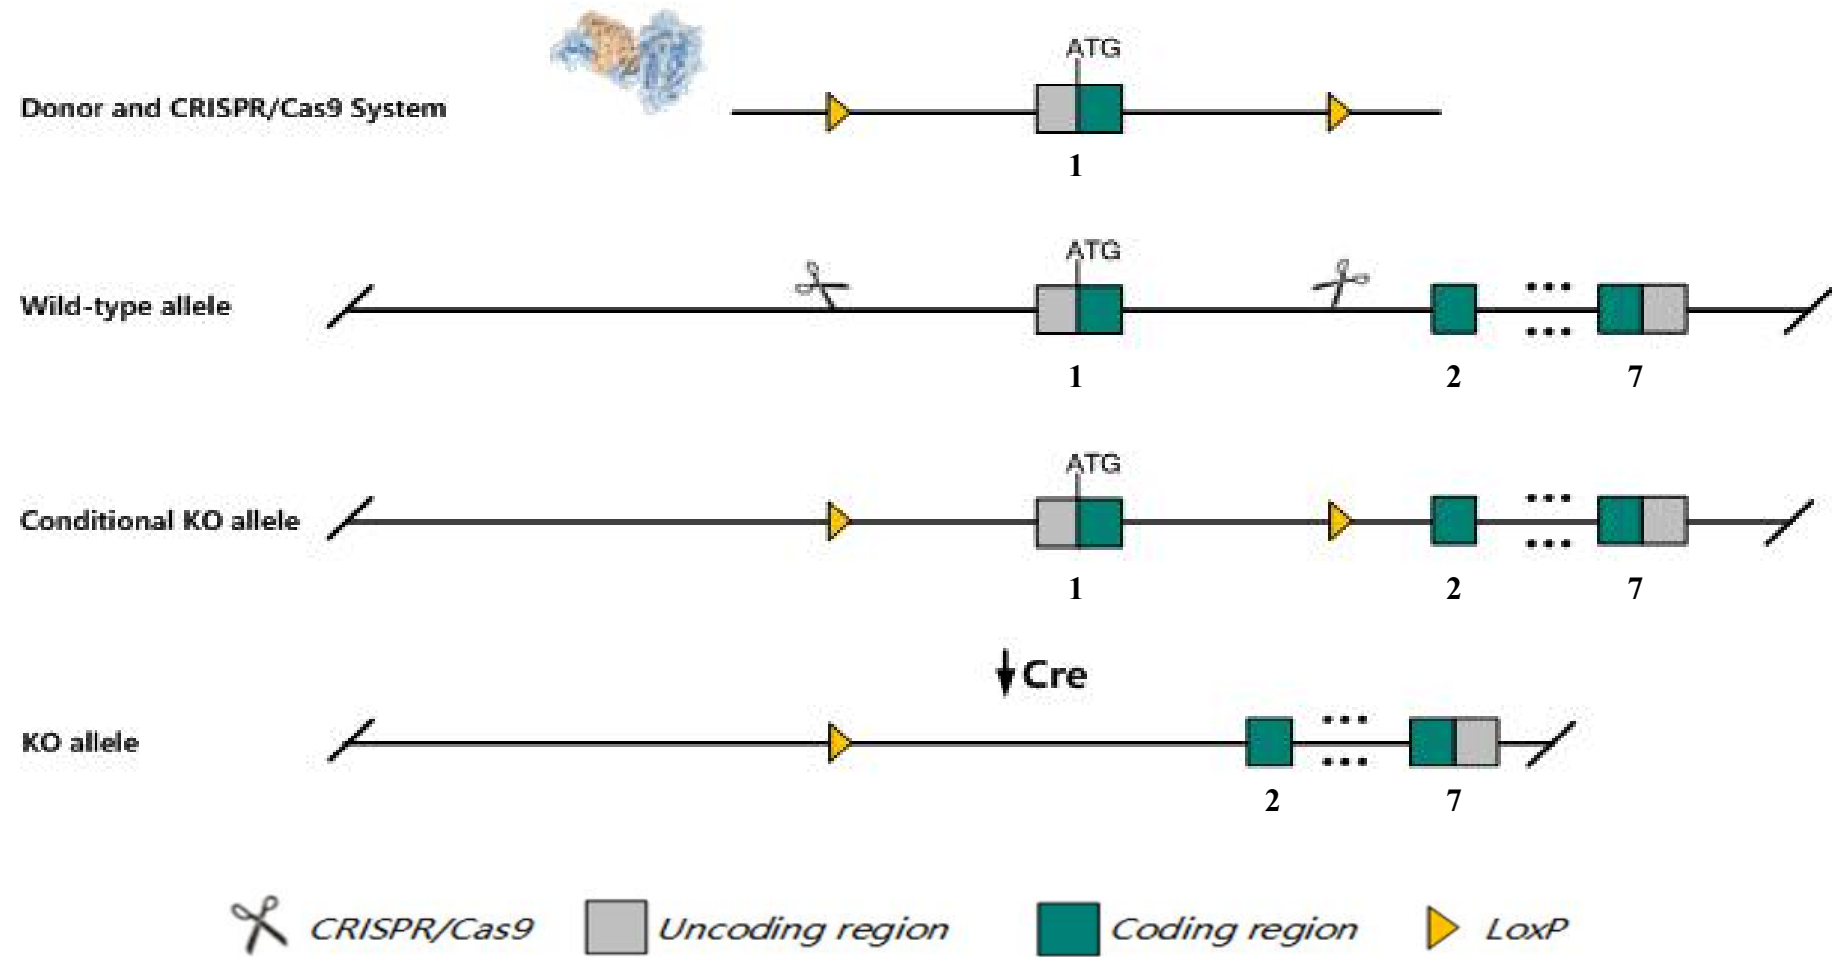 ATG
Donor and CRISPR/Cas9 System
1
ATG
Wild-type allele
1 2 7
ATG
Conditional KO allele
1 2 7
Cre
KO allele
2 7
CRISPR/Cas9 Uncoding region Coding region LoxP